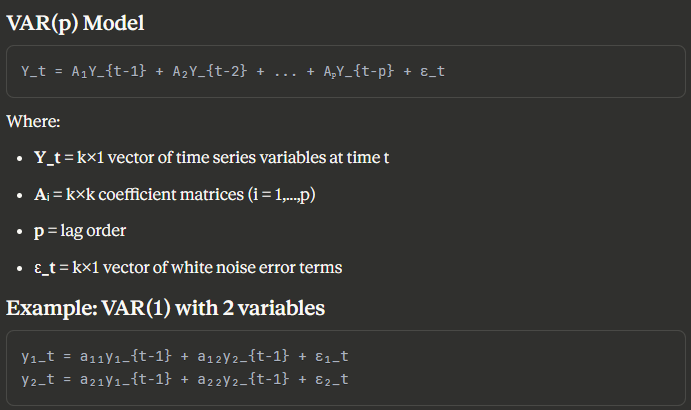 VAR(p) Model
Y_t = A₁Y_{t-1} + A₂Y_{t-2} + ... + AₚY_{t-p} + ε_t
Where:
• Y_t = k×1 vector of time series variables at time t
• Aᵢ = k×k coefficient matrices (i = 1,...,p)
• p = lag order
• ε_t = k×1 vector of white noise error terms
Example: VAR(1) with 2 variables
y₁_t = a₁₁y₁_{t-1} + a₁₂y₂_{t-1} + ε₁_t
y₂_t = a₂₁y₁_{t-1} + a₂₂y₂_{t-1} + ε₂_t